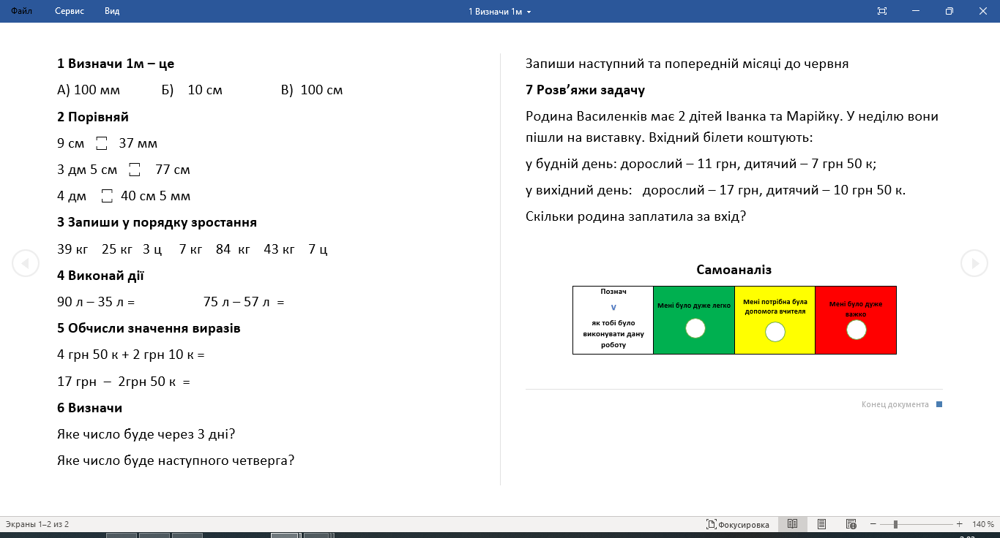 Файл Сервис Вид 1 Визначи 1м
1 Визначи 1м – це
А) 100 мм Б) 10 см В) 100 см
2 Порівняй
9 см 37 мм
3 дм 5 см 77 см
4 дм 40 см 5 мм
3 Запиши у порядку зростання
39 кг 25 кг 3 ц 7 кг 84 кг 43 кг 7 ц
4 Виконай дії
90 л – 35 л = 75 л – 57 л =
5 Обчисли значення виразів
4 грн 50 к + 2 грн 10 к =
17 грн – 2грн 50 к =
6 Визначи
Яке число буде через 3 дні?
Яке число буде наступного четверга?
Запиши наступний та попередній місяці до червня
7 Розв’яжи задачу
Родина Василенків має 2 дітей Іванка та Марійку. У неділю вони
пішли на виставку. Вхідний білети коштують:
у будній день: дорослий – 11 грн, дитячий – 7 грн 50 к;
у вихідний день: дорослий – 17 грн, дитячий – 10 грн 50 к.
Скільки родина заплатила за вхід?
Самоаналіз
Познач
v
як тобі було
виконувати дану
роботу
Мені було дуже легко
Мені потрібна була
допомога вчителя
Мені було дуже
важко
Конец документа
Экраны 1–2 из 2 Фокусировка 140 %